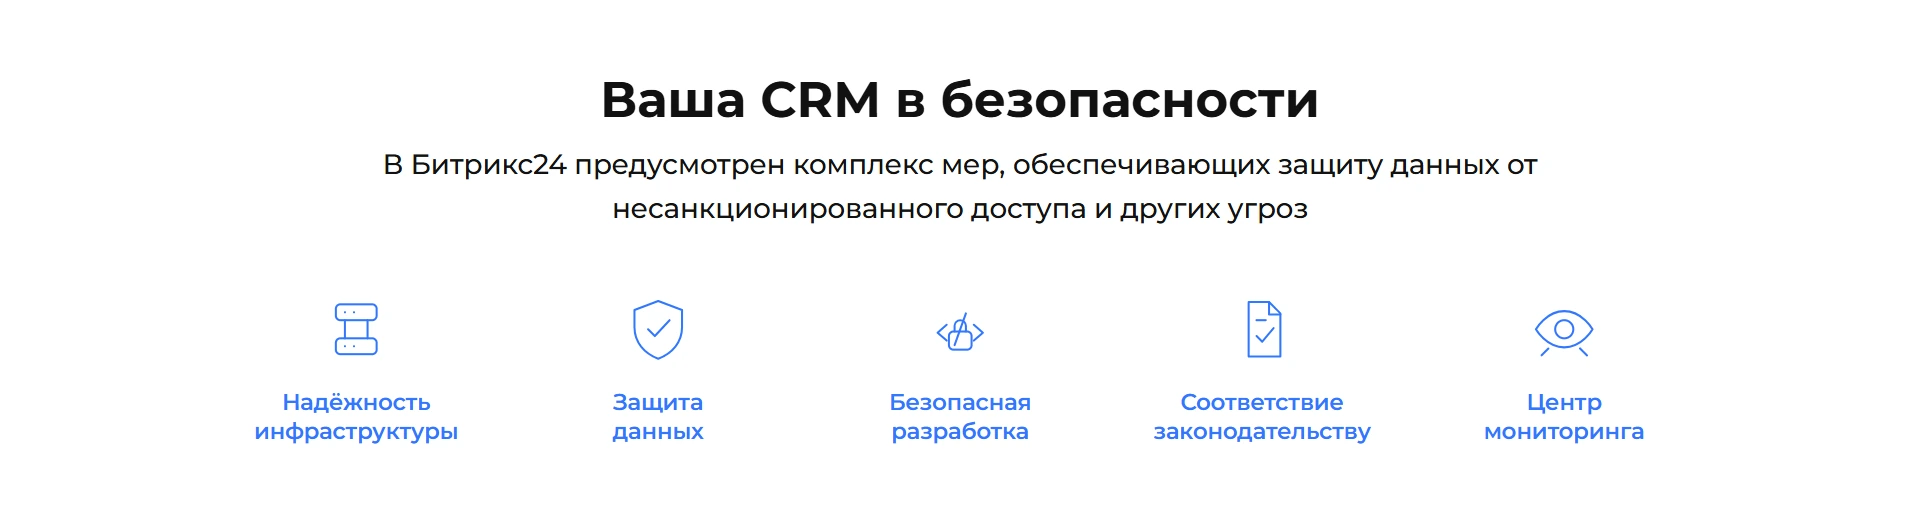 Ваша CRM в безопасности
В Битрикс24 предусмотрен комплекс мер, обеспечивающих защиту данных от
несанкционированного доступа и других угроз
Надёжность
инфраструктуры
Защита
данных
Безопасная
разработка
Соответствие
законодательству
Центр
мониторинга